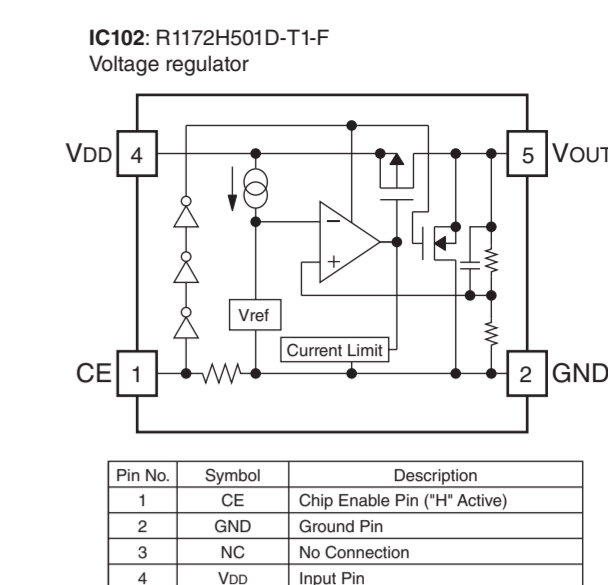 IC102: R1172H501D-T1-F
Voltage regulator
VDD 4
5 VOUT
−
+
Vref
Current Limit
CE 1
2 GND
Pin No. Symbol Description
1 CE Chip Enable Pin ("H" Active)
2 GND Ground Pin
3 NC No Connection
4 VDD Input Pin